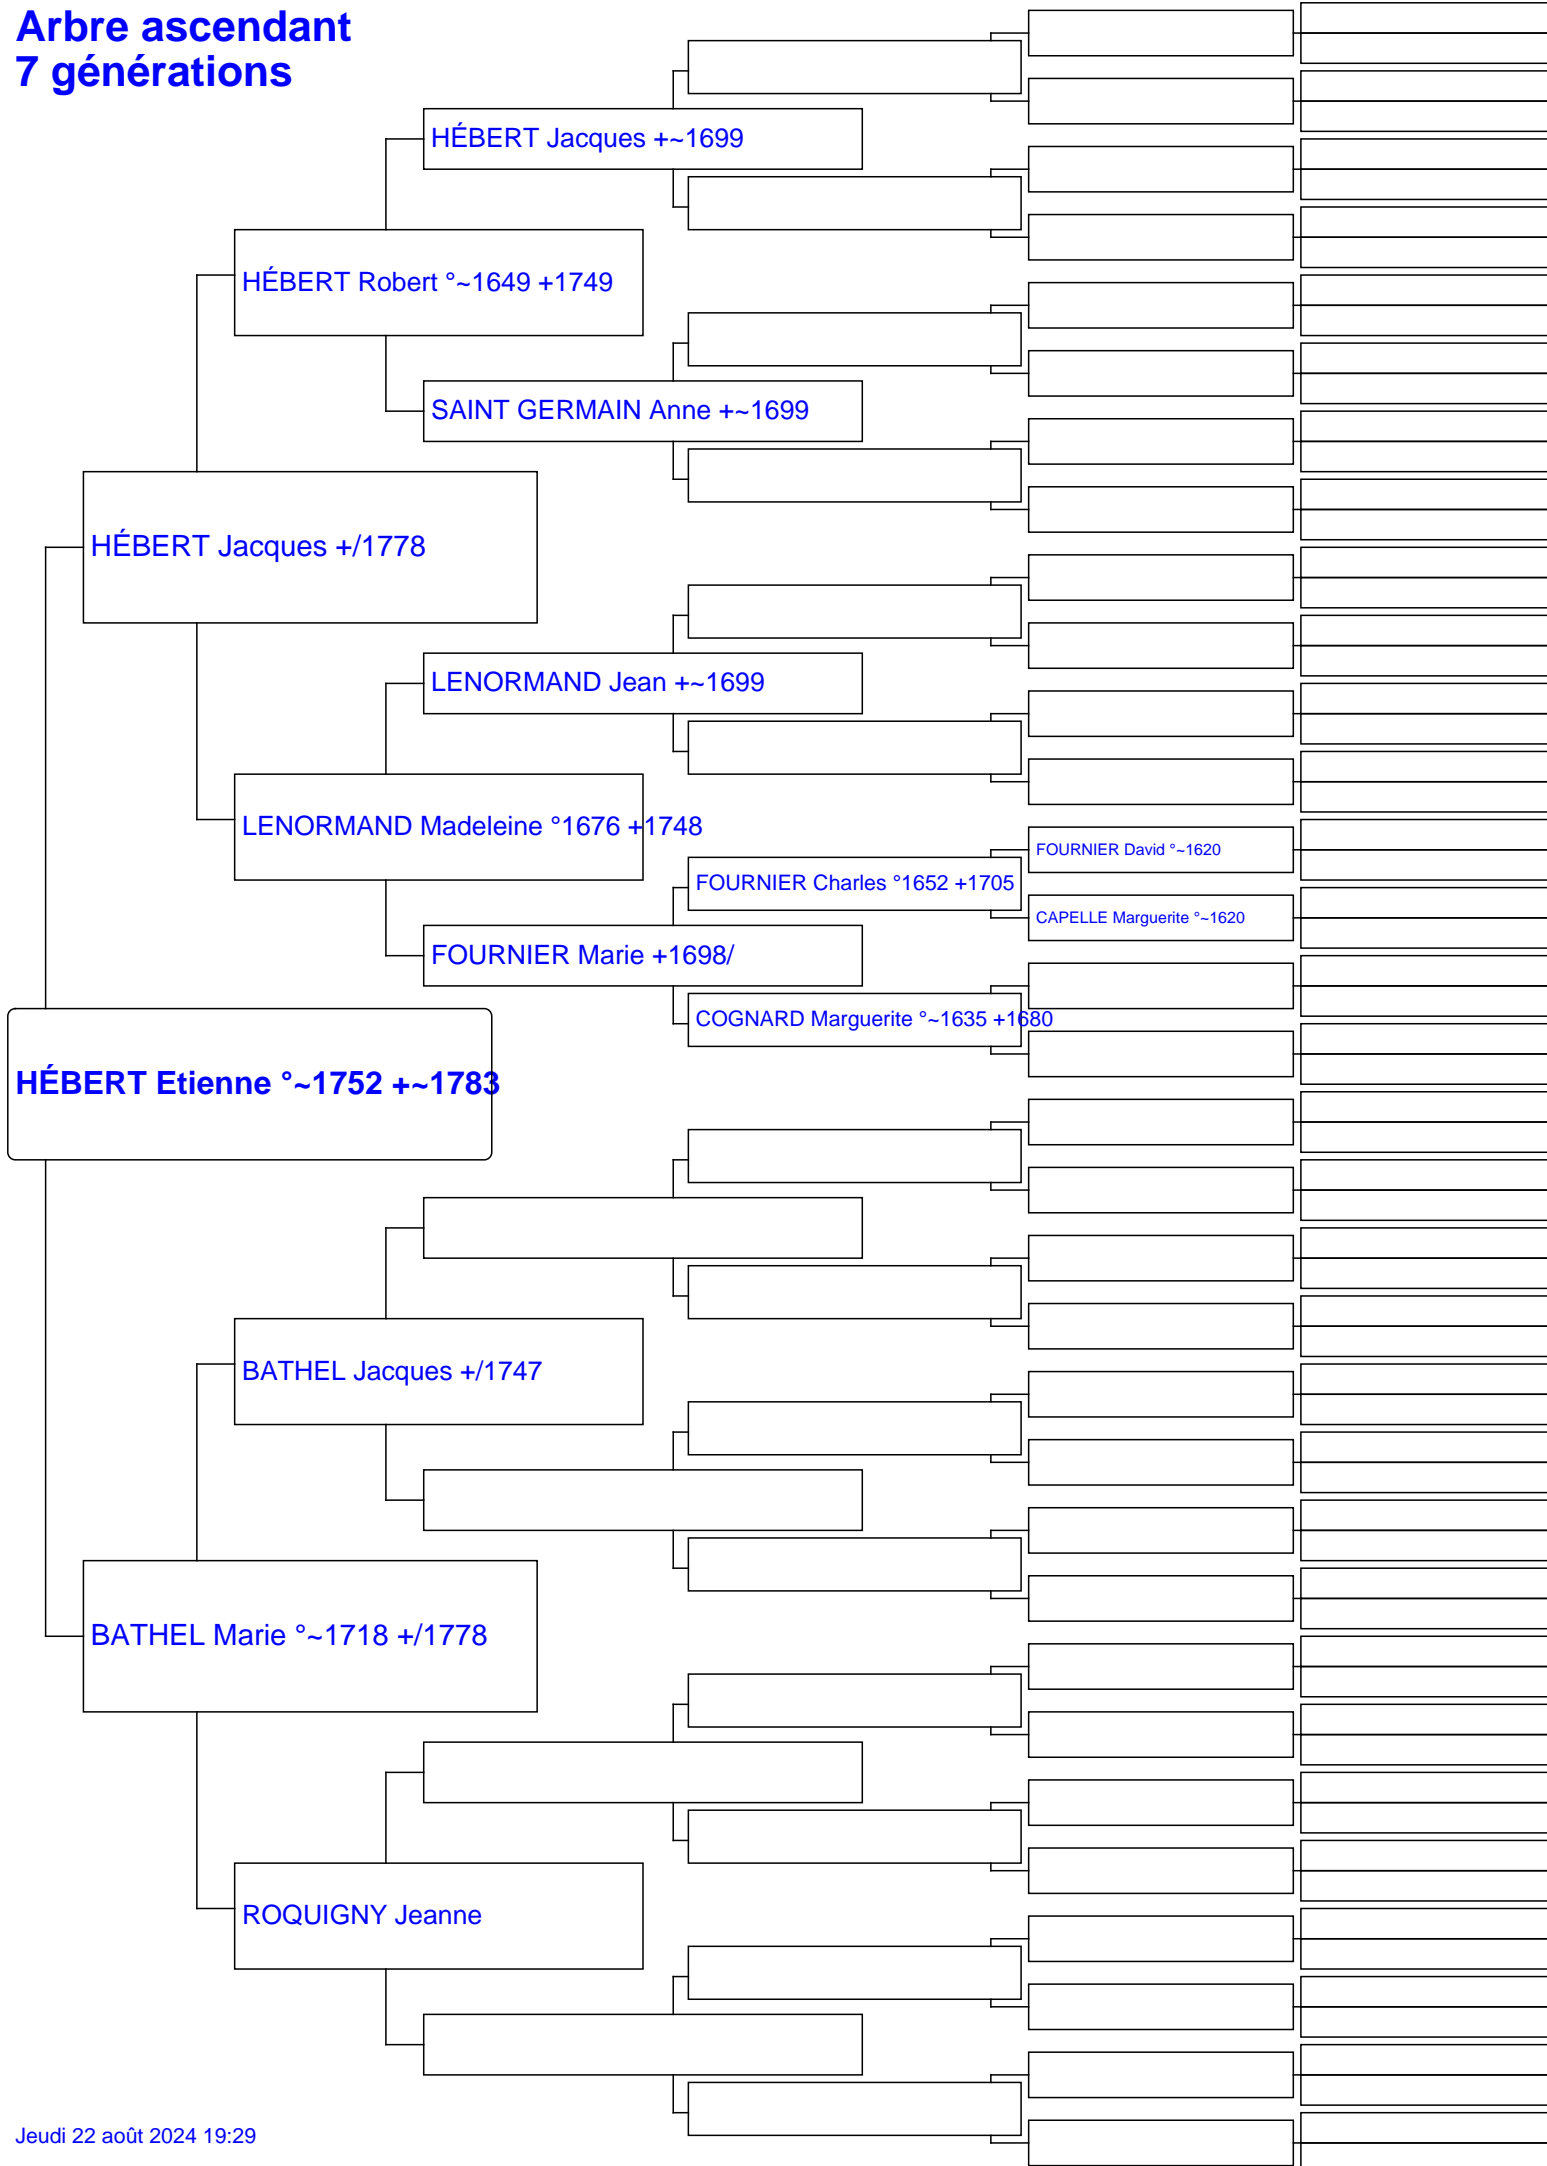 Arbre ascendant
7 générations
HÉBERT Jacques +~1699
HÉBERT Robert °~1649 +1749
SAINT GERMAIN Anne +~1699
HÉBERT Jacques +/1778
LENORMAND Jean +~1699
LENORMAND Madeleine °1676 +1748
FOURNIER David °~1620
FOURNIER Charles °1652 +1705
CAPELLE Marguerite °~1620
FOURNIER Marie +1698/
COGNARD Marguerite °~1635 +1680
HÉBERT Etienne °~1752 +~1783
BATHEL Jacques +/1747
BATHEL Marie °~1718 +/1778
ROQUIGNY Jeanne
Jeudi 22 août 2024 19:29